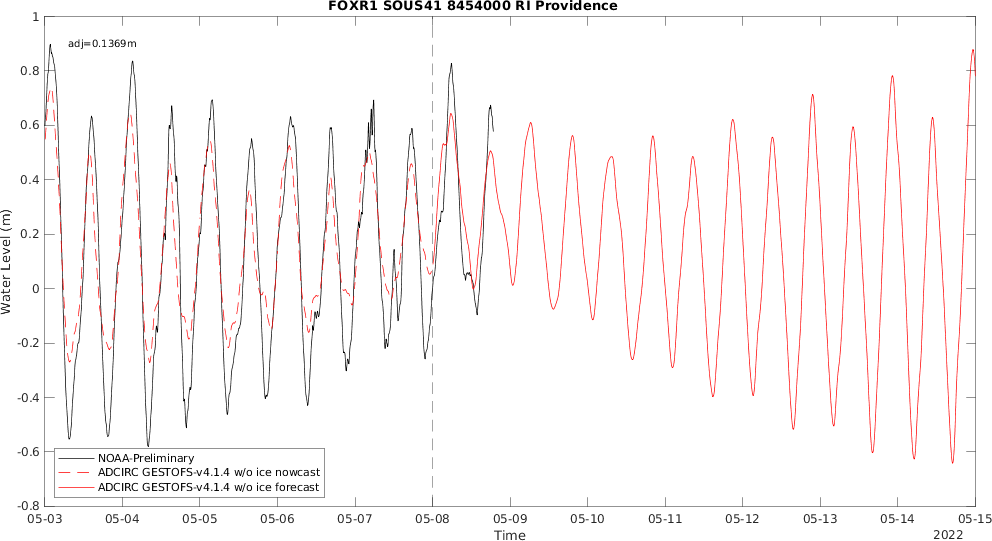 FOXR1 SOUS41 8454000 RI Providence
adj=0.1369m
1
0.8
0.6
0.4
0.2
0
-0.2
-0.4
-0.6
-0.8
Water Level (m)
NOAA-Preliminary
ADCIRC GESTOFS-v4.1.4 w/o ice nowcast
ADCIRC GESTOFS-v4.1.4 w/o ice forecast
05-03 05-04 05-05 05-06 05-07 05-08 05-09 05-10 05-11 05-12 05-13 05-14 05-15
Time
2022